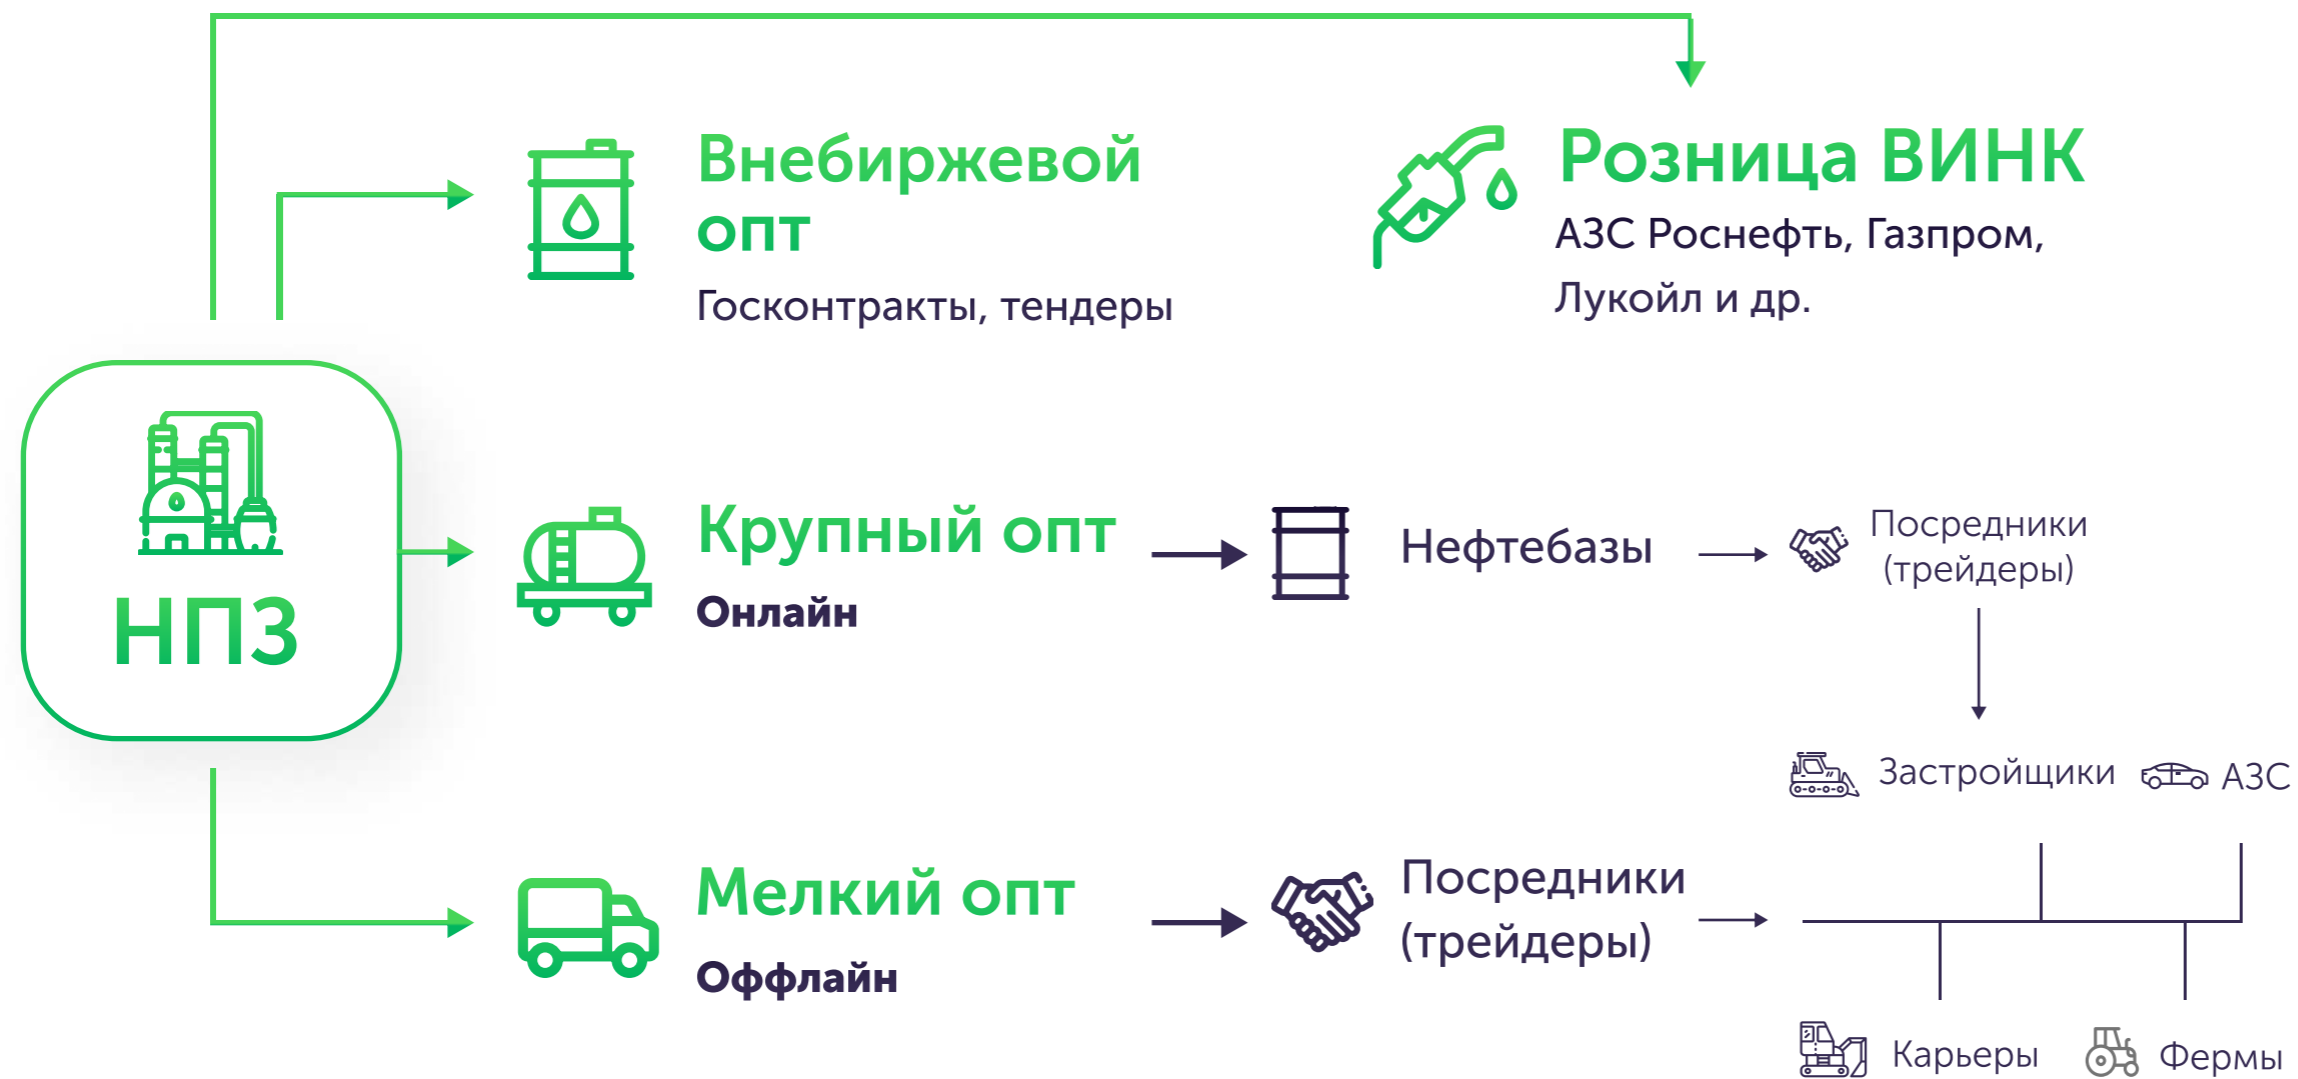 Внебиржевой
опт
Госконтракты, тендеры
Розница ВИНК
АЗС Роснефть, Газпром,
Лукойл и др.
НПЗ
Крупный опт
Онлайн
Нефтебазы
Посредники
(трейдеры)
Застройщики
АЗС
Мелкий опт
Оффлайн
Посредники
(трейдеры)
Карьеры
Фермы